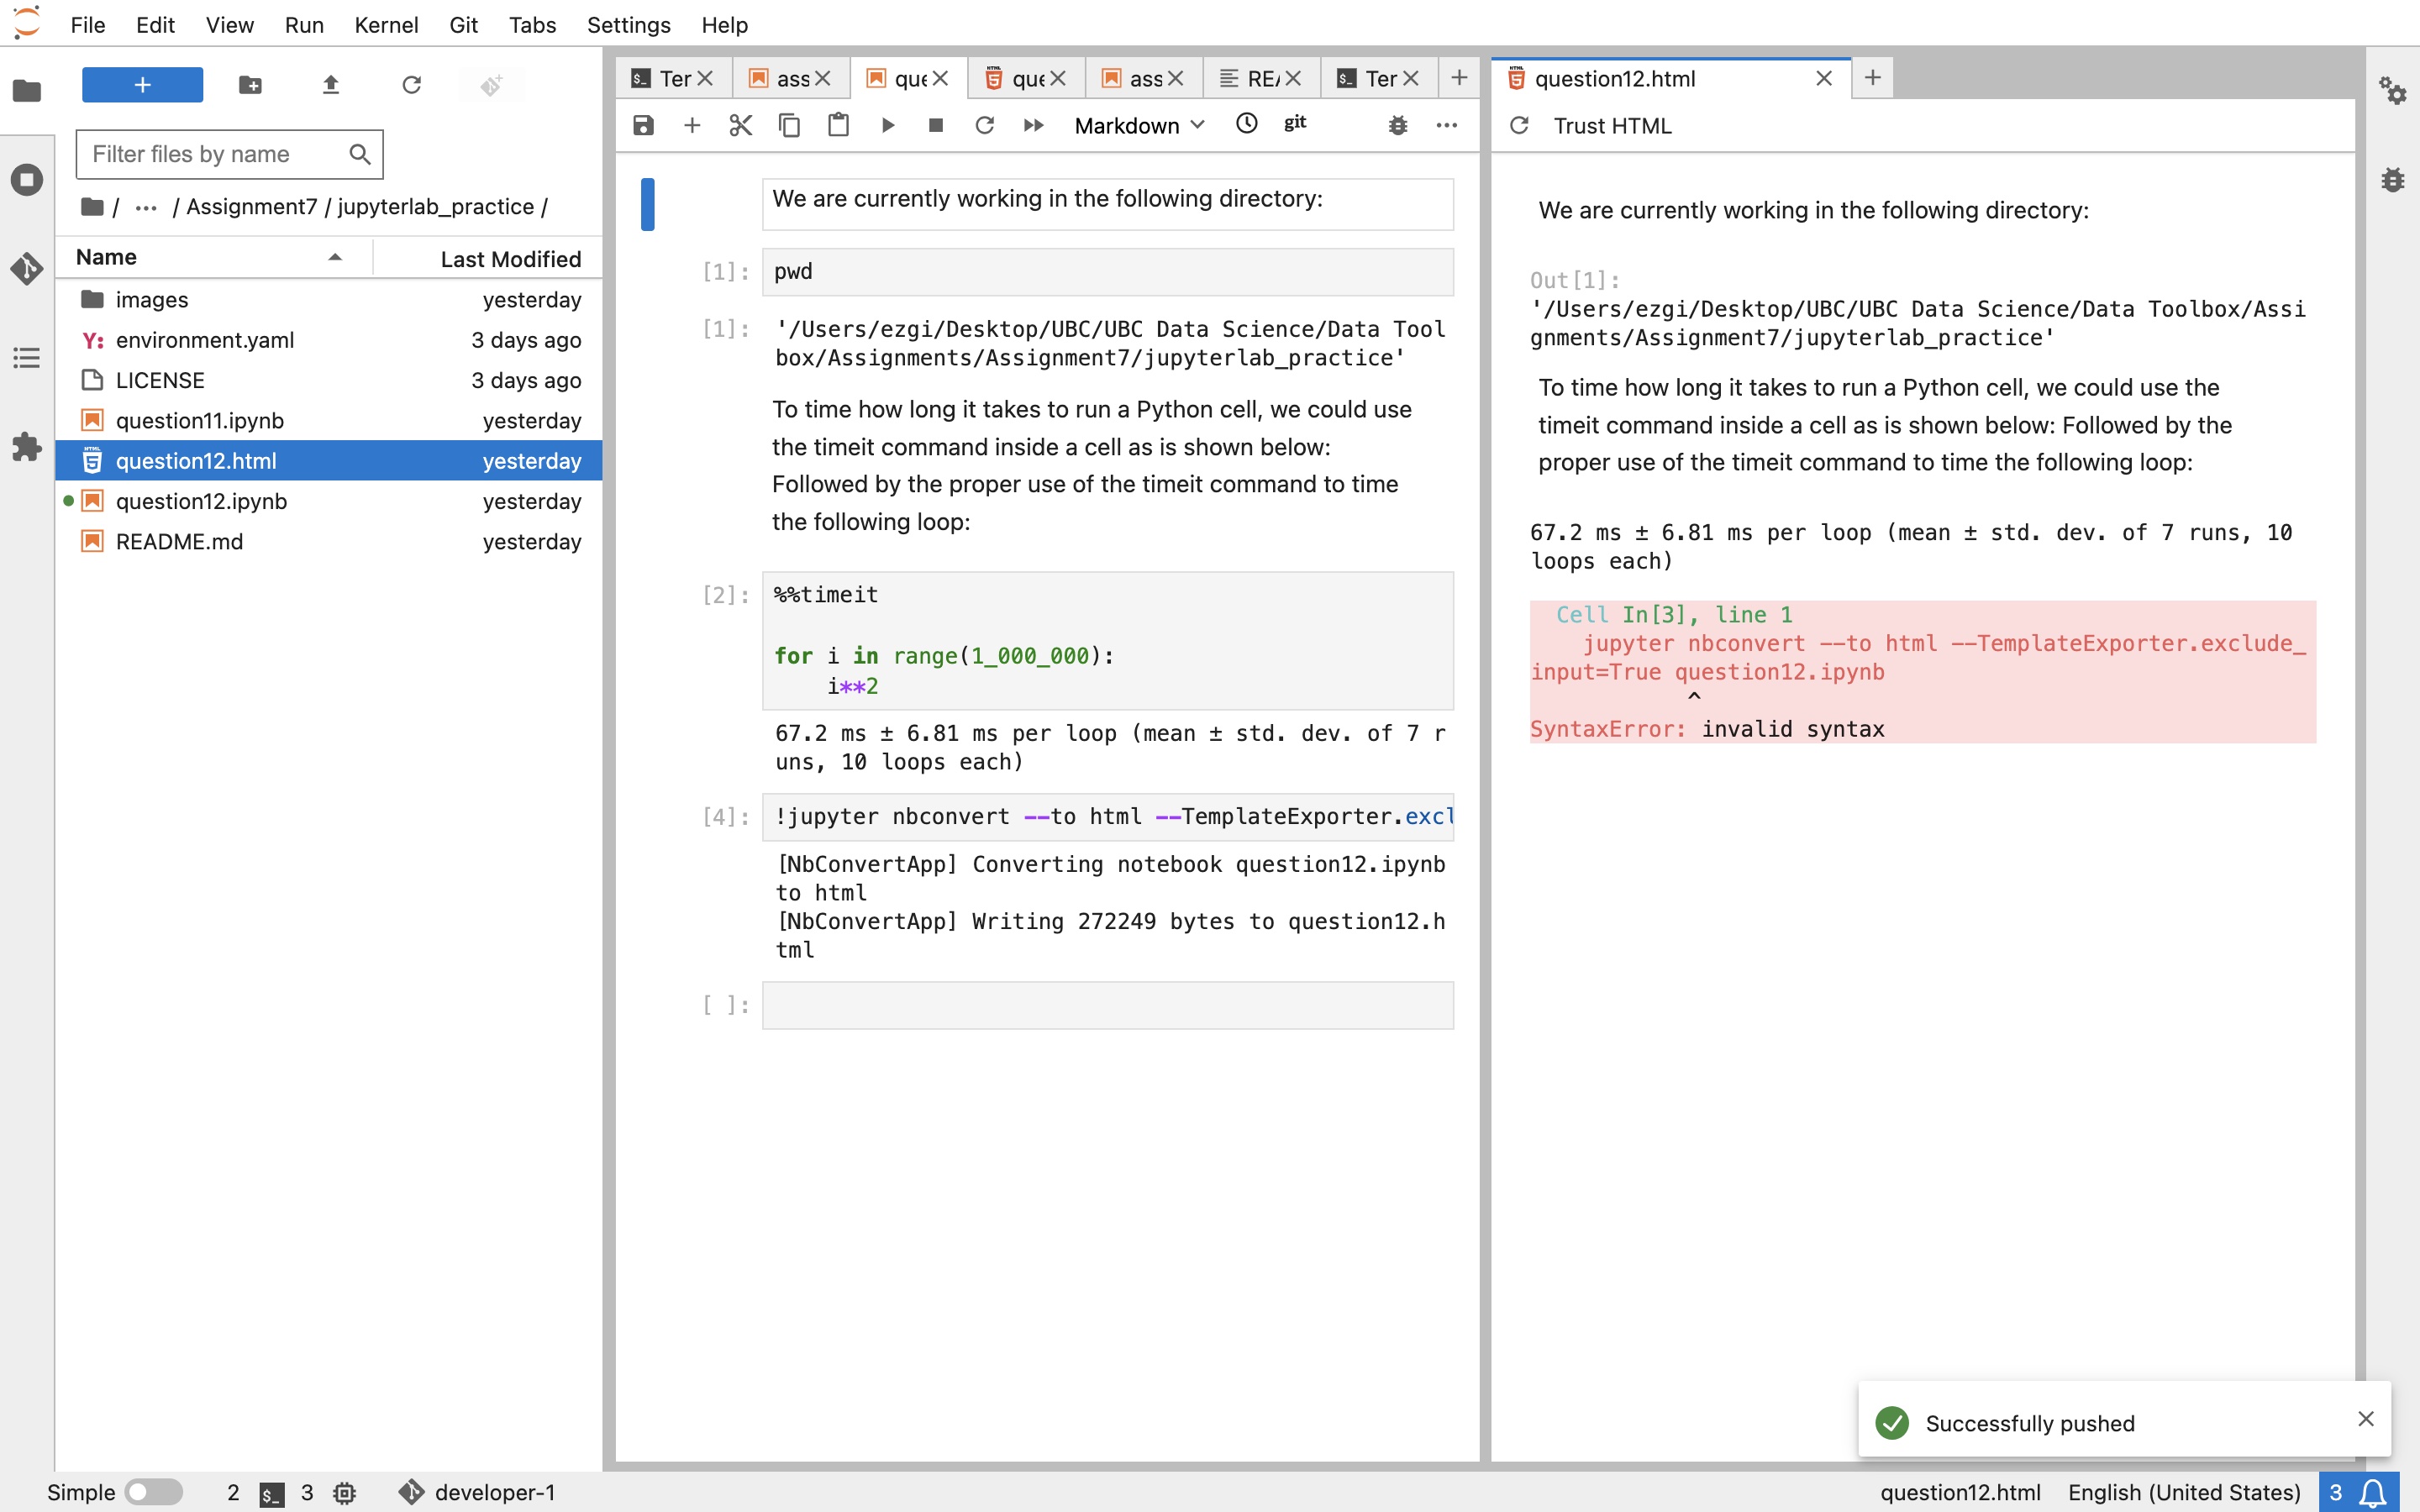 File Edit View Run Kernel Git Tabs Settings Help
Filter files by name
/ ··· / Assignment7 / jupyterlab_practice /
Name Last Modified
images yesterday
environment.yaml 3 days ago
LICENSE 3 days ago
question11.ipynb yesterday
question12.html yesterday
question12.ipynb yesterday
README.md yesterday
Ter ass que que ass REA Ter
Markdown git
We are currently working in the following directory:
[1]: pwd
[1]: '/Users/ezgi/Desktop/UBC/UBC Data Science/Data Tool
box/Assignments/Assignment7/jupyterlab_practice'
To time how long it takes to run a Python cell, we could use
the timeit command inside a cell as is shown below:
Followed by the proper use of the timeit command to time
the following loop:
[2]: %%timeit
for i in range(1_000_000):
i**2
67.2 ms ± 6.81 ms per loop (mean ± std. dev. of 7 r
uns, 10 loops each)
[4]: !jupyter nbconvert --to html --TemplateExporter.excl
[NbConvertApp] Converting notebook question12.ipynb
to html
[NbConvertApp] Writing 272249 bytes to question12.h
tml
[ ]:
question12.html
Trust HTML
We are currently working in the following directory:
Out[1]:
'/Users/ezgi/Desktop/UBC/UBC Data Science/Data Toolbox/Assi
gnments/Assignment7/jupyterlab_practice'
To time how long it takes to run a Python cell, we could use the
timeit command inside a cell as is shown below: Followed by the
proper use of the timeit command to time the following loop:
67.2 ms ± 6.81 ms per loop (mean ± std. dev. of 7 runs, 10
loops each)
Cell In[3], line 1
jupyter nbconvert --to html --TemplateExporter.exclude_
input=True question12.ipynb
^
SyntaxError: invalid syntax
Successfully pushed
Simple 2 $_ 3 developer-1 question12.html English (United States) 3